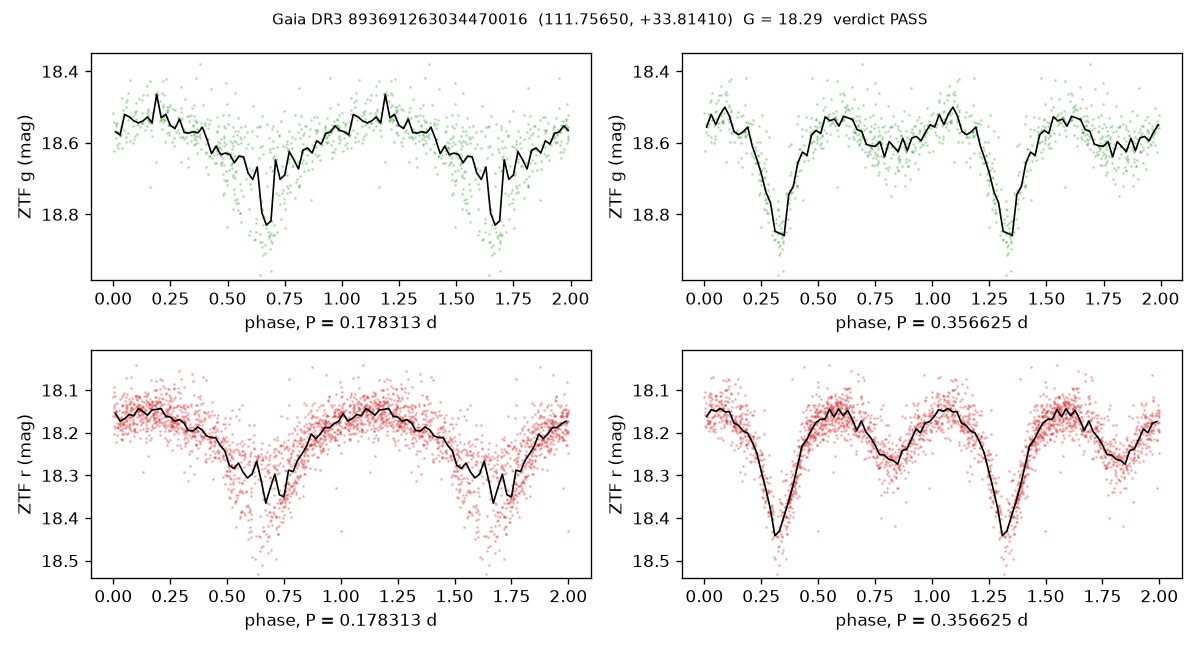 Gaia DR3 893691263034470016 (111.75650, +33.81410) G = 18.29 verdict PASS
ZTF g (mag)
18.4
18.6
18.8
0.00 0.25 0.50 0.75 1.00 1.25 1.50 1.75 2.00
phase, P = 0.178313 d
ZTF g (mag)
18.4
18.6
18.8
0.00 0.25 0.50 0.75 1.00 1.25 1.50 1.75 2.00
phase, P = 0.356625 d
ZTF r (mag)
18.1
18.2
18.3
18.4
18.5
0.00 0.25 0.50 0.75 1.00 1.25 1.50 1.75 2.00
phase, P = 0.178313 d
ZTF r (mag)
18.1
18.2
18.3
18.4
18.5
0.00 0.25 0.50 0.75 1.00 1.25 1.50 1.75 2.00
phase, P = 0.356625 d